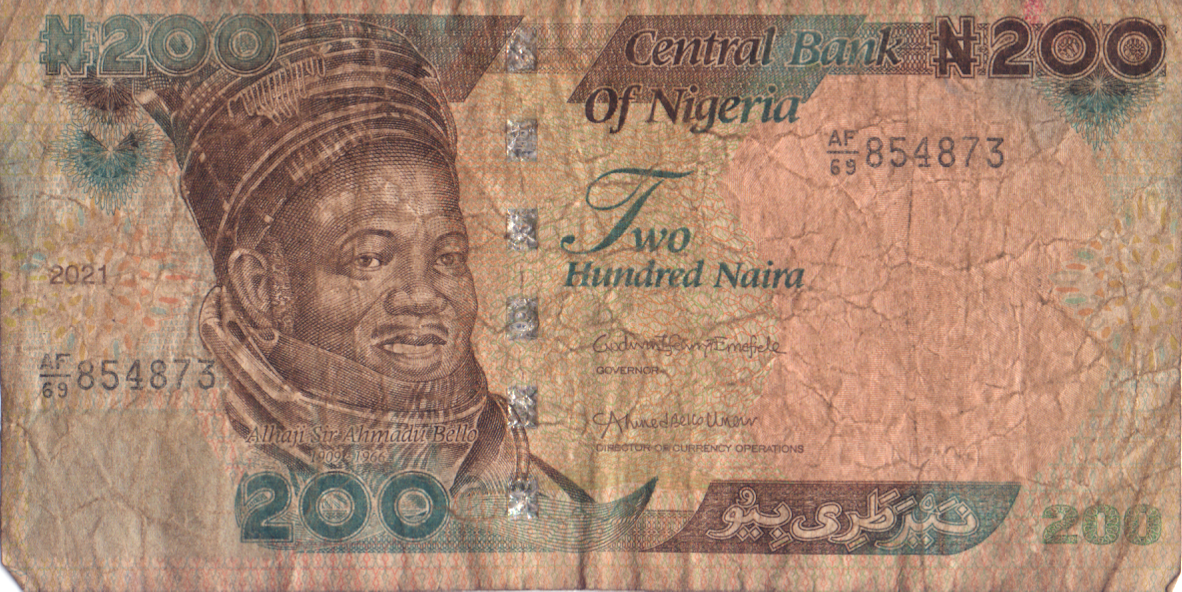 ₦200
Central Bank
Of Nigeria
₦200
AF/69 854873
Two
Hundred Naira
2021
Godwin Emefiele
GOVERNOR
AF/69 854873
Ahmed Bello Umar
DIRECTOR OF CURRENCY OPERATIONS
Alhaji Sir Ahmadu Bello
1909-1966
200
نَيْرَ طَرِي بِيُو
200